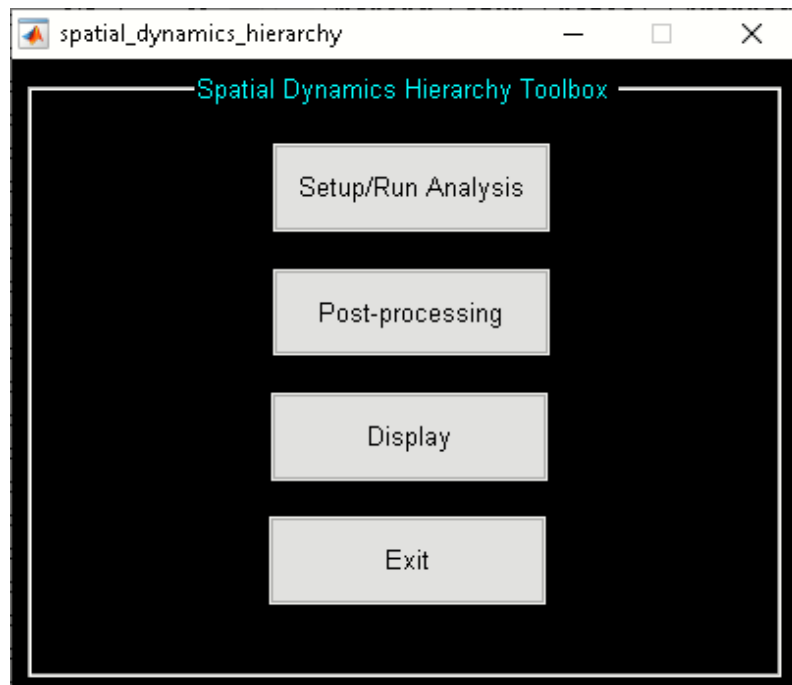 spatial_dynamics_hierarchy
Spatial Dynamics Hierarchy Toolbox
Setup/Run Analysis
Post-processing
Display
Exit